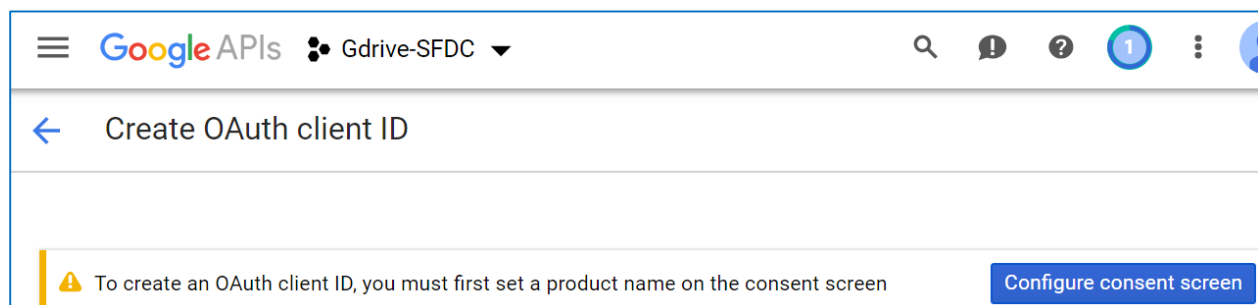 Google APIs Gdrive-SFDC 1
Create OAuth client ID
To create an OAuth client ID, you must first set a product name on the consent screen Configure consent screen